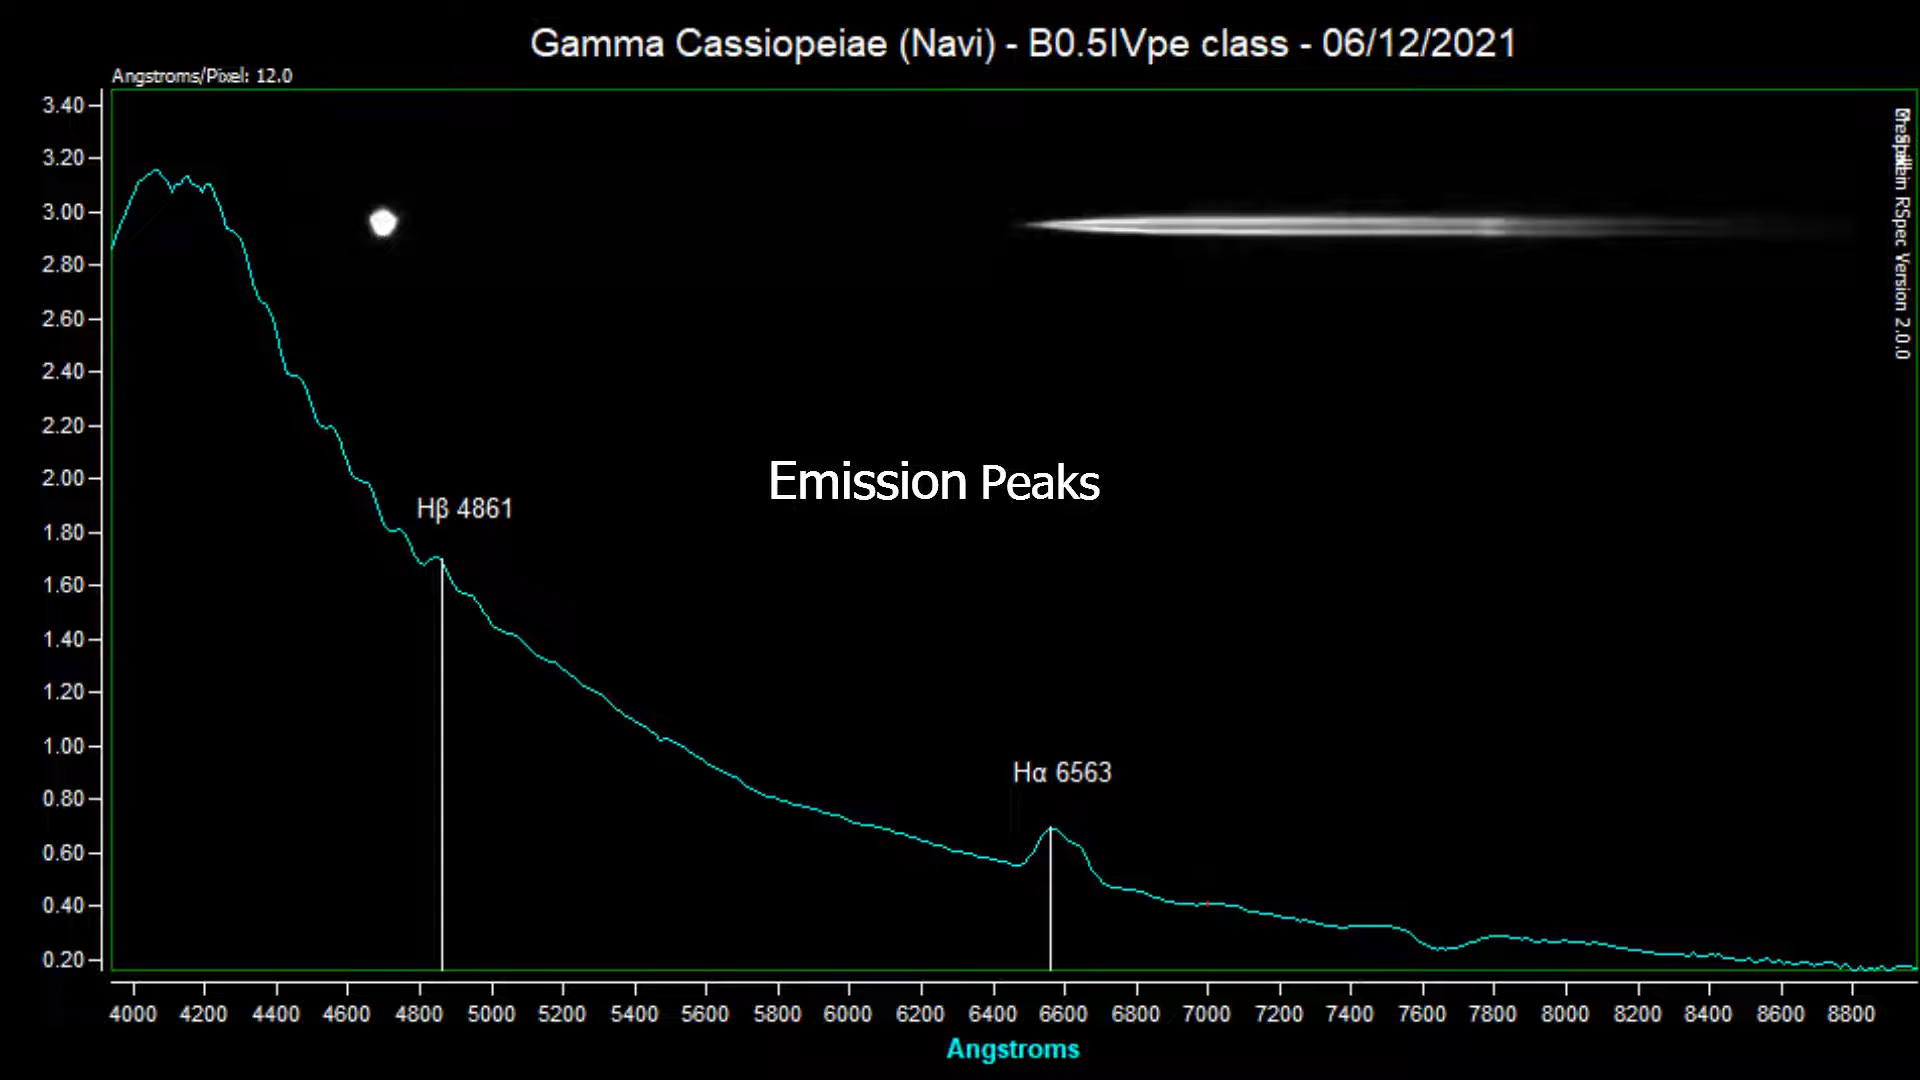 Gamma Cassiopeiae (Navi) - B0.5IVpe class - 06/12/2021
Angstroms/Pixel: 12.0
3.40
3.20
3.00
2.80
2.60
2.40
2.20
2.00
1.80
1.60
1.40
1.20
1.00
0.80
0.60
0.40
0.20
RSpec Version 2.0.0
Emission Peaks
Hβ 4861
Hα 6563
4000 4200 4400 4600 4800 5000 5200 5400 5600 5800 6000 6200 6400 6600 6800 7000 7200 7400 7600 7800 8000 8200 8400 8600 8800
Angstroms